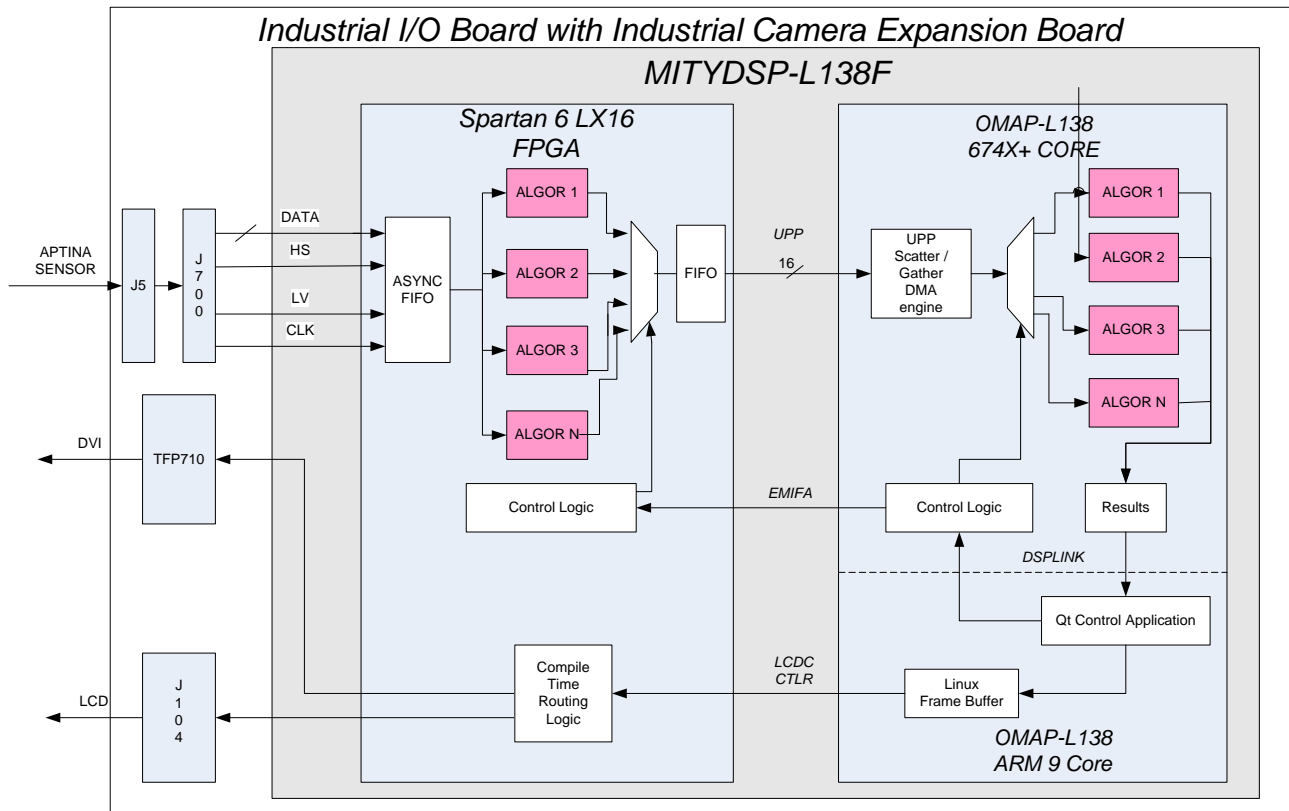 Industrial I/O Board with Industrial Camera Expansion Board
MITYDSP-L138F
Spartan 6 LX16
FPGA
OMAP-L138
674X+ CORE
APTINA
SENSOR
J5
J
7
0
0
DATA
HS
LV
CLK
ASYNC
FIFO
ALGOR 1
ALGOR 2
ALGOR 3
ALGOR N
FIFO
UPP
16
UPP
Scatter /
Gather
DMA
engine
ALGOR 1
ALGOR 2
ALGOR 3
ALGOR N
DVI
TFP710
Control Logic
EMIFA
Control Logic
Results
DSPLINK
Qt Control Application
LCD
J
1
0
4
Compile
Time
Routing
Logic
LCDC
CTLR
Linux
Frame Buffer
OMAP-L138
ARM 9 Core